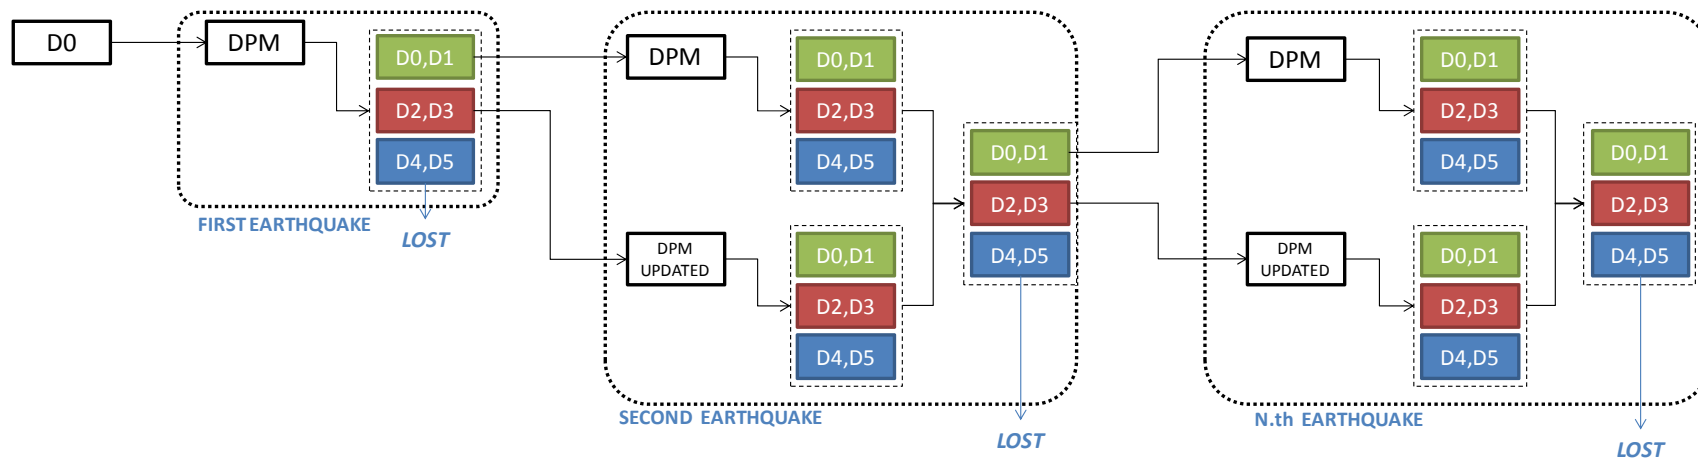 D0
DPM
D0,D1
D2,D3
D4,D5
FIRST EARTHQUAKE
LOST
DPM
D0,D1
D2,D3
D4,D5
DPM
UPDATED
D0,D1
D2,D3
D4,D5
D0,D1
D2,D3
D4,D5
SECOND EARTHQUAKE
LOST
DPM
D0,D1
D2,D3
D4,D5
DPM
UPDATED
D0,D1
D2,D3
D4,D5
D0,D1
D2,D3
D4,D5
N.th EARTHQUAKE
LOST